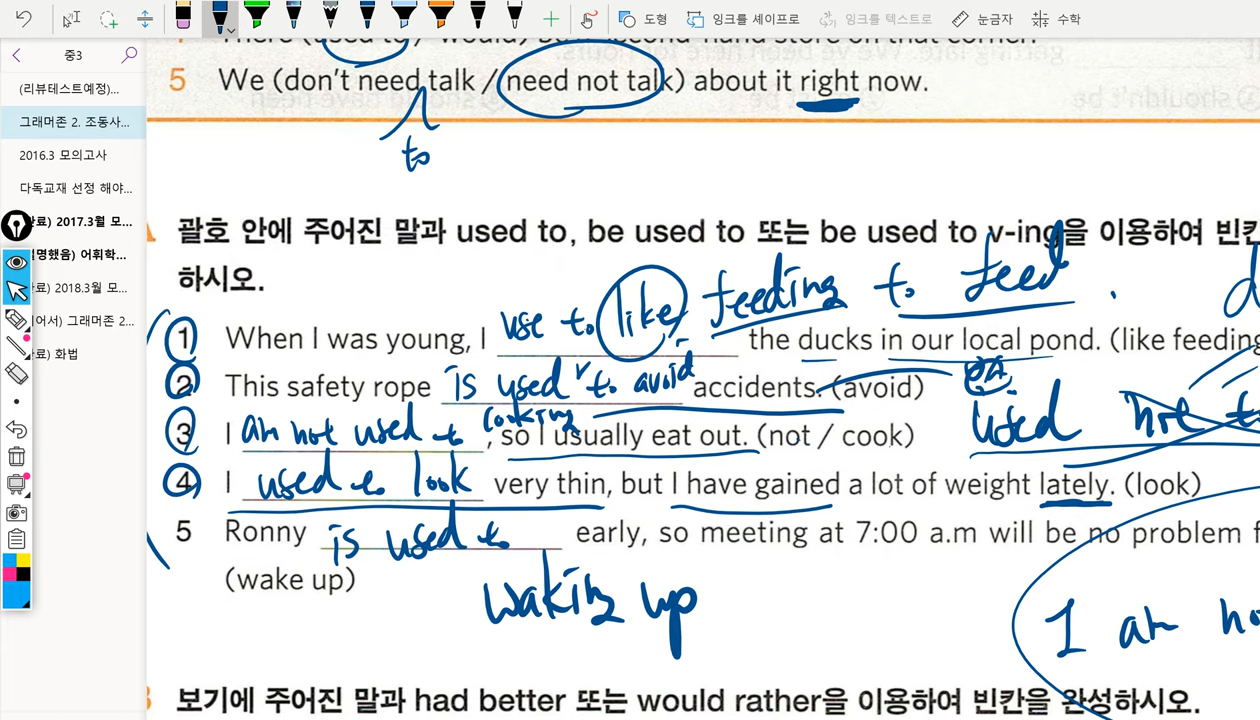 도형 잉크를 셰이프로 잉크를 텍스트로 눈금자 수학
중3
(리뷰테스트예정)...
그래머존 2. 조동사...
2016.3 모의고사
다독교재 선정 해야...
료) 2017.3월 모...
명했음) 어휘학...
료) 2018.3월 모...
어서) 그래머존 2...
료) 화법
5 We (don't need talk / need not talk) about it right now.
to
괄호 안에 주어진 말과 used to, be used to 또는 be used to v-ing을 이용하여 빈칸
하시오.
feeding to feed
1 When I was young, I use to like the ducks in our local pond. (like feeding
2 This safety rope is used to avoid accidents. (avoid)
looking
3 I am not used to , so I usually eat out. (not / cook)
used not to
4 I used to look very thin, but I have gained a lot of weight lately. (look)
5 Ronny is used to early, so meeting at 7:00 a.m will be no problem f
(wake up)
waking up
I am no
보기에 주어진 말과 had better 또는 would rather을 이용하여 빈칸을 완성하시오.